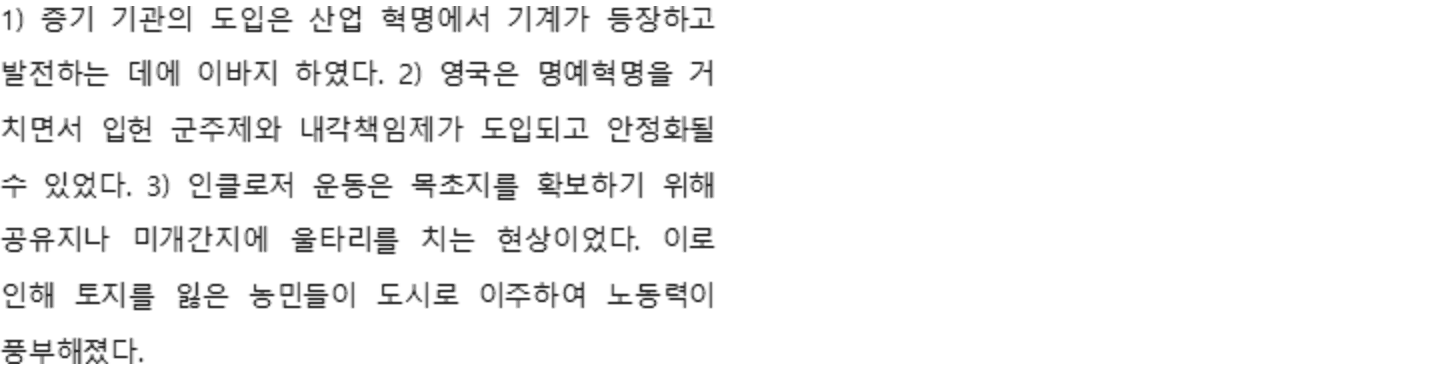 1) 증기 기관의 도입은 산업 혁명에서 기계가 등장하고
발전하는 데에 이바지 하였다. 2) 영국은 명예혁명을 거
치면서 입헌 군주제와 내각책임제가 도입되고 안정화될
수 있었다. 3) 인클로저 운동은 목초지를 확보하기 위해
공유지나 미개간지에 울타리를 치는 현상이었다. 이로
인해 토지를 잃은 농민들이 도시로 이주하여 노동력이
풍부해졌다.